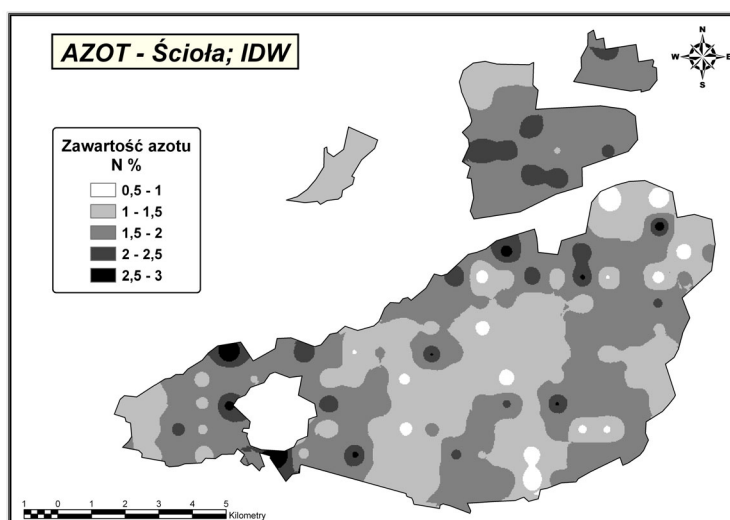 AZOT - Ścioła; IDW
N
W E
S
Zawartość azotu
N %
0,5 - 1
1 - 1,5
1,5 - 2
2 - 2,5
2,5 - 3
1 0 1 2 3 4 5
Kilometry